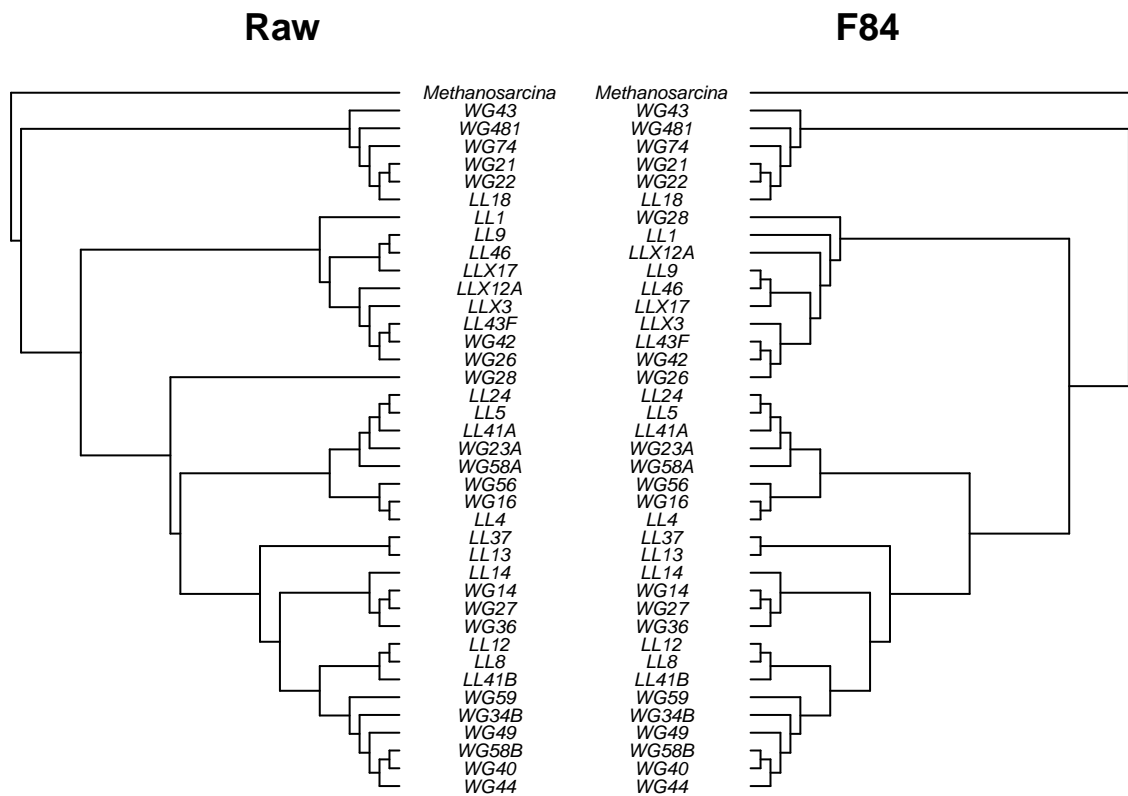 Raw F84
Methanosarcina Methanosarcina
WG43 WG43
WG481 WG481
WG74 WG74
WG21 WG21
WG22 WG22
LL18 LL18
LL1 WG28
LL9 LL1
LL46 LLX12A
LLX17 LL9
LLX12A LL46
LLX3 LLX17
LL43F LLX3
WG42 LL43F
WG26 WG42
WG28 WG26
LL24 LL24
LL5 LL5
LL41A LL41A
WG23A WG23A
WG58A WG58A
WG56 WG56
WG16 WG16
LL4 LL4
LL37 LL37
LL13 LL13
LL14 LL14
WG14 WG14
WG27 WG27
WG36 WG36
LL12 LL12
LL8 LL8
LL41B LL41B
WG59 WG59
WG34B WG34B
WG49 WG49
WG58B WG58B
WG40 WG40
WG44 WG44